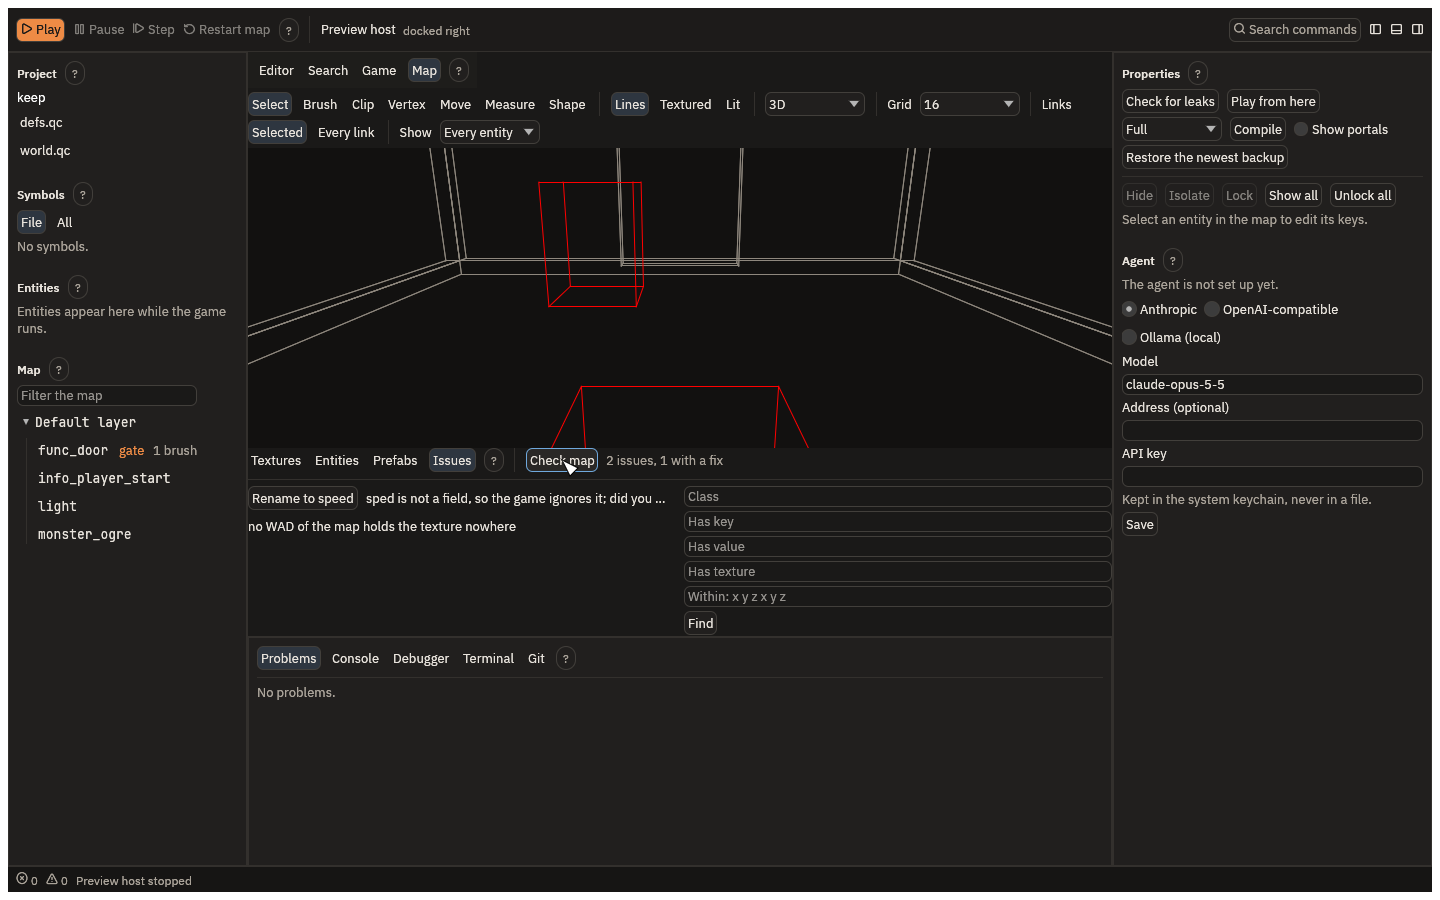 Play Pause Step Restart map ? Preview host docked right Search commands
Project ?
keep
defs.qc
world.qc
Symbols ?
File All
No symbols.
Entities ?
Entities appear here while the game
runs.
Map ?
Filter the map
Default layer
func_door gate 1 brush
info_player_start
light
monster_ogre
Editor Search Game Map ?
Select Brush Clip Vertex Move Measure Shape Lines Textured Lit 3D Grid 16 Links
Selected Every link Show Every entity
Textures Entities Prefabs Issues ? Check map 2 issues, 1 with a fix
Rename to speed sped is not a field, so the game ignores it; did you ...
no WAD of the map holds the texture nowhere
Class
Has key
Has value
Has texture
Within: x y z x y z
Find
Problems Console Debugger Terminal Git ?
No problems.
Properties ?
Check for leaks Play from here
Full Compile Show portals
Restore the newest backup
Hide Isolate Lock Show all Unlock all
Select an entity in the map to edit its keys.
Agent ?
The agent is not set up yet.
Anthropic OpenAI-compatible
Ollama (local)
Model
claude-opus-5-5
Address (optional)
API key
Kept in the system keychain, never in a file.
Save
0 0 Preview host stopped